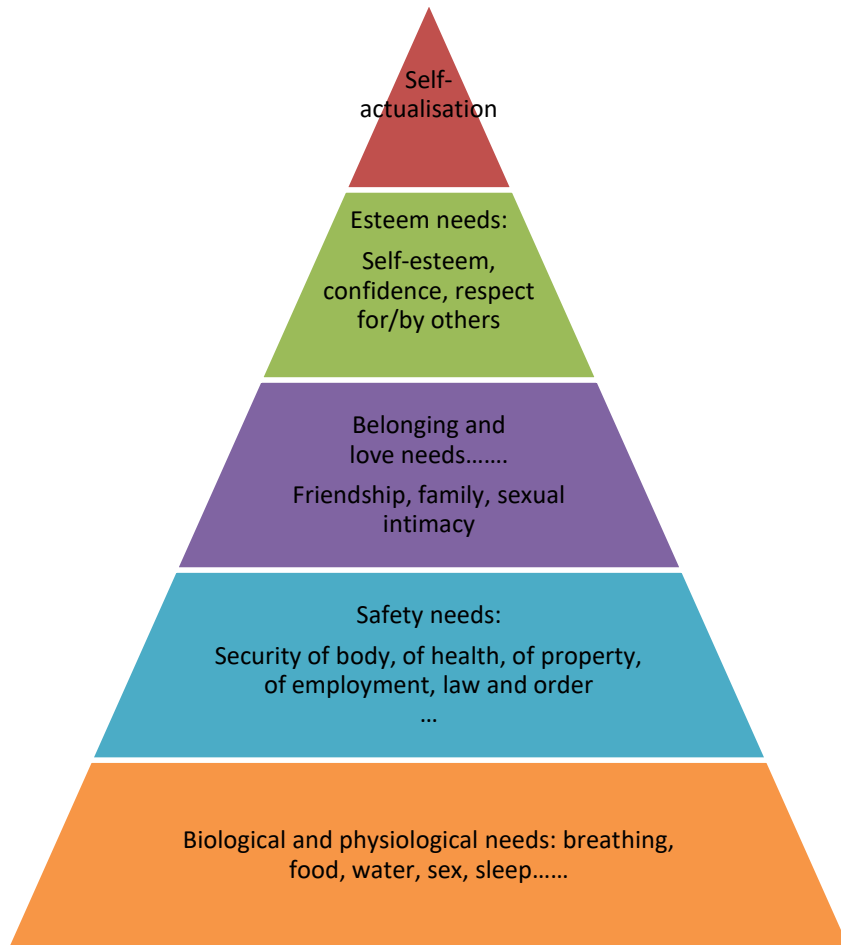 Self-
actualisation
Esteem needs:
Self-esteem,
confidence, respect
for/by others
Belonging and
love needs…….
Friendship, family, sexual
intimacy
Safety needs:
Security of body, of health, of property,
of employment, law and order
…
Biological and physiological needs: breathing,
food, water, sex, sleep……